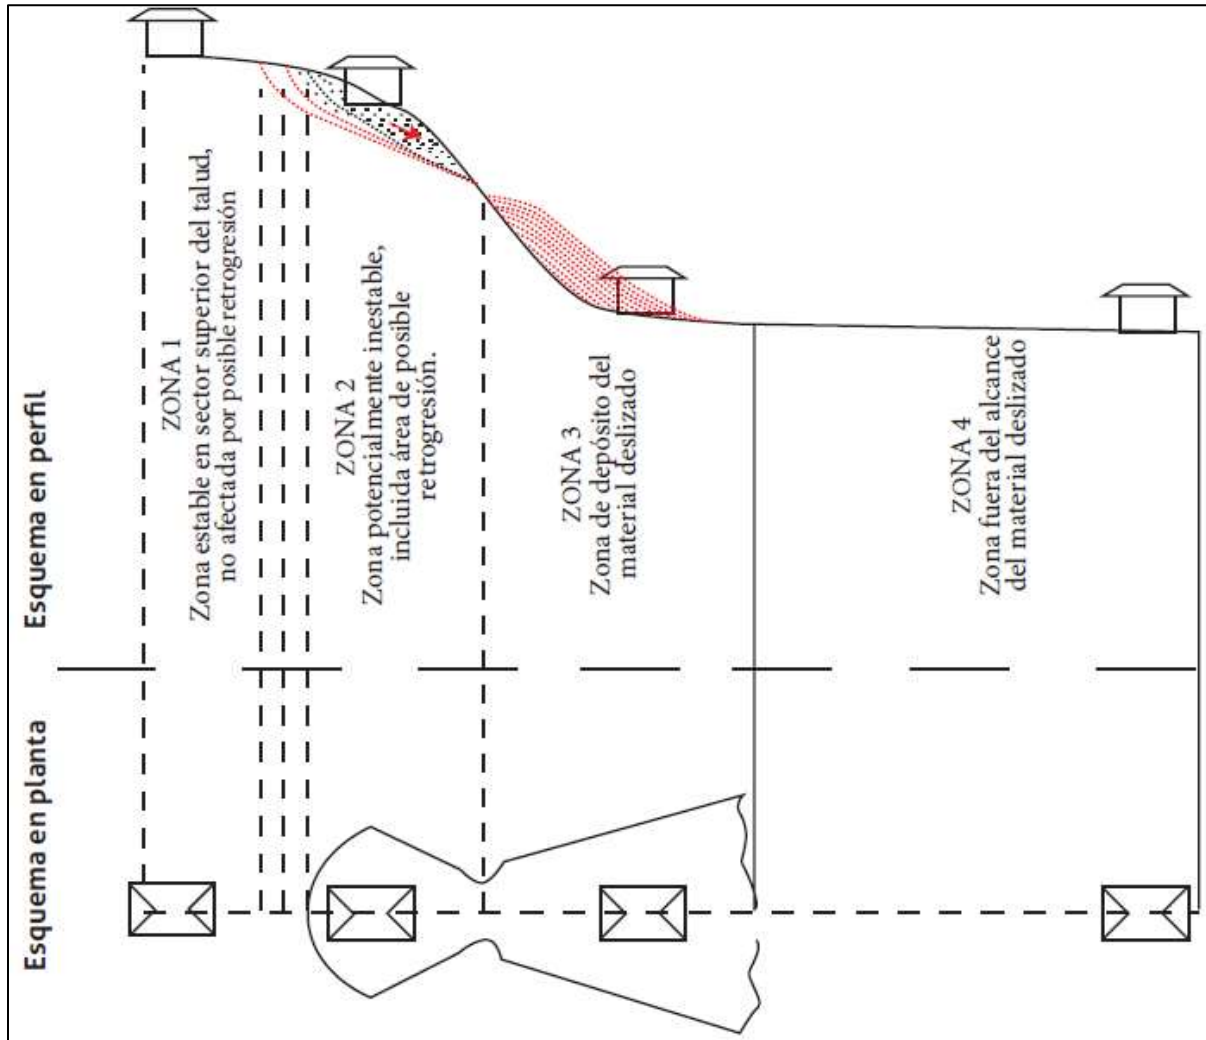 Esquema en perfil
ZONA 1
Zona estable en sector superior del talud,
no afectada por posible retrogresión
ZONA 2
Zona potencialmente inestable,
incluida área de posible
retrogresión.
ZONA 3
Zona de depósito del
material deslizado
ZONA 4
Zona fuera del alcance
del material deslizado
Esquema en planta